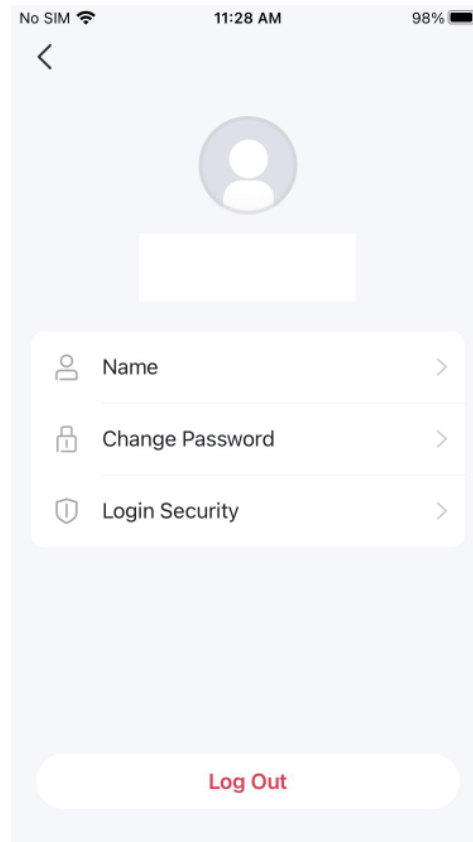 No SIM 11:28 AM 98%
Name
Change Password
Login Security
Log Out